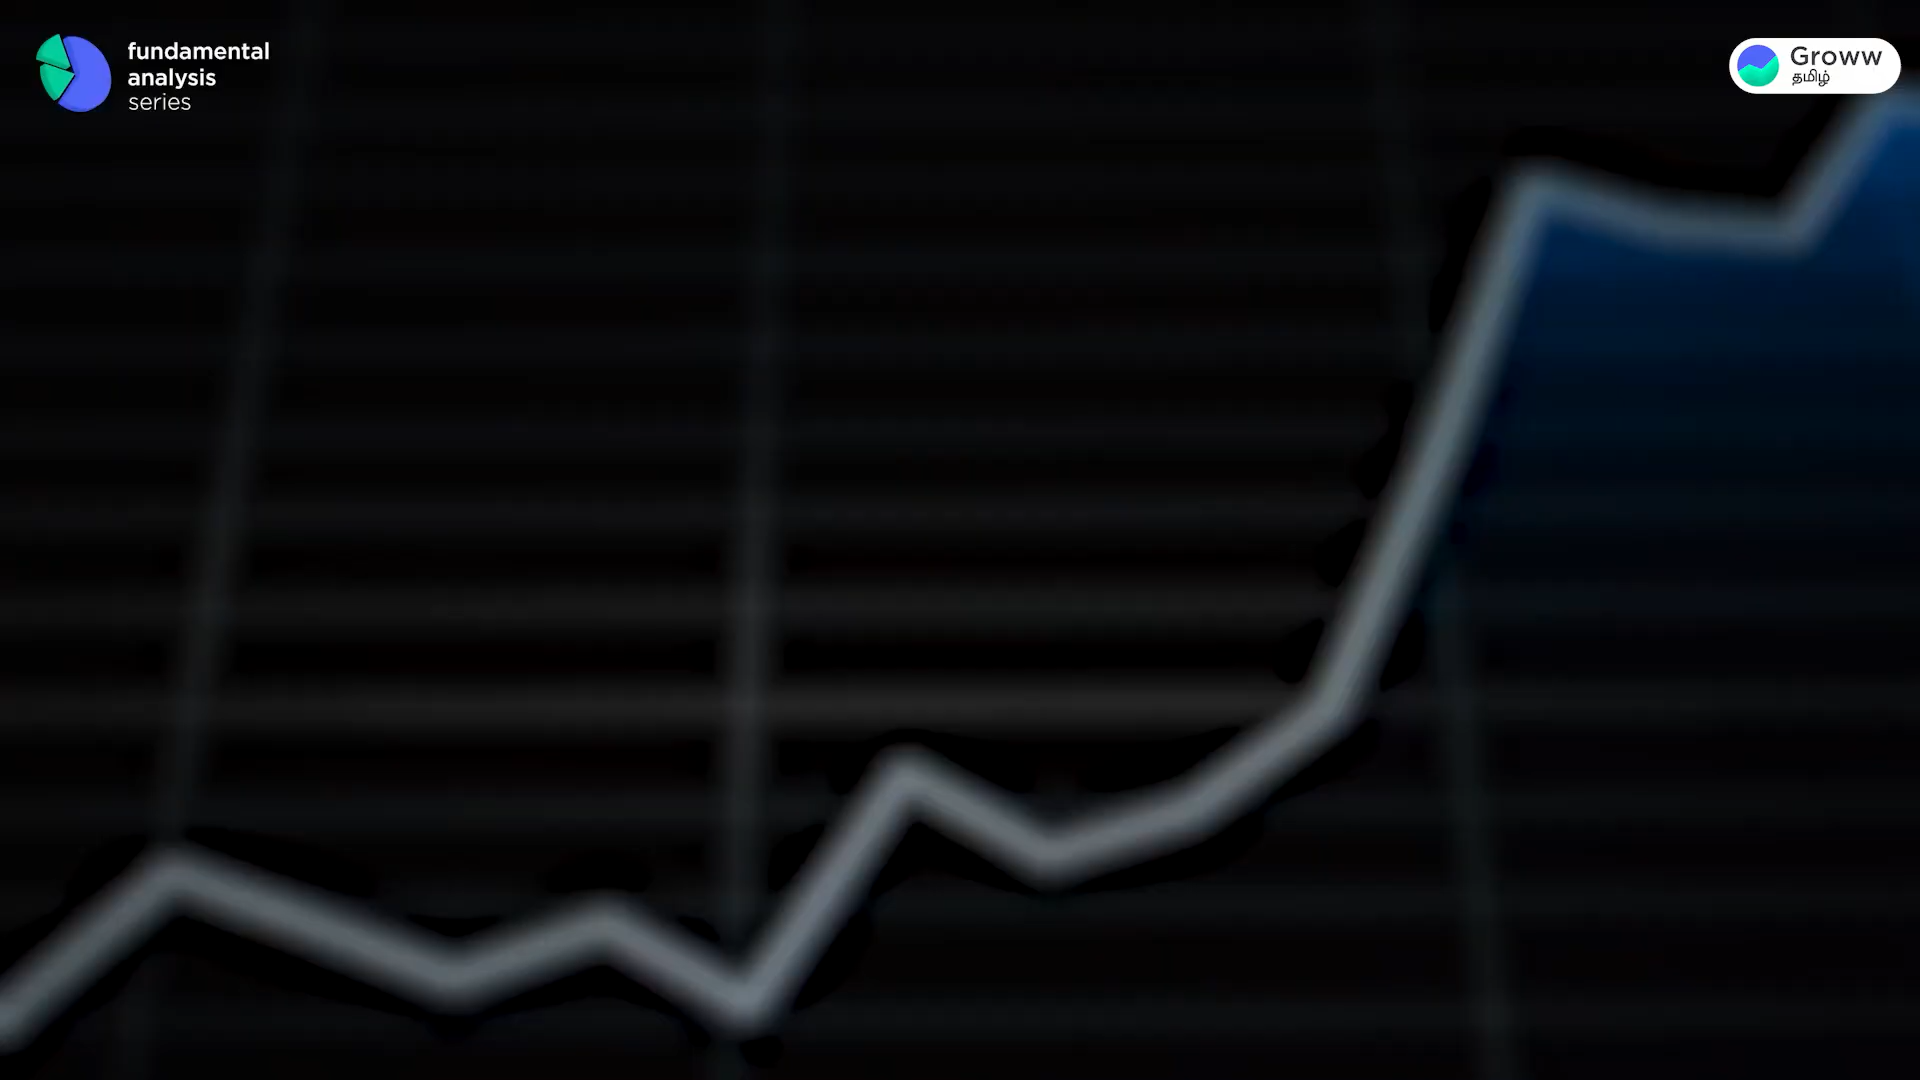 fundamental
analysis
series
Groww
தமிழ்